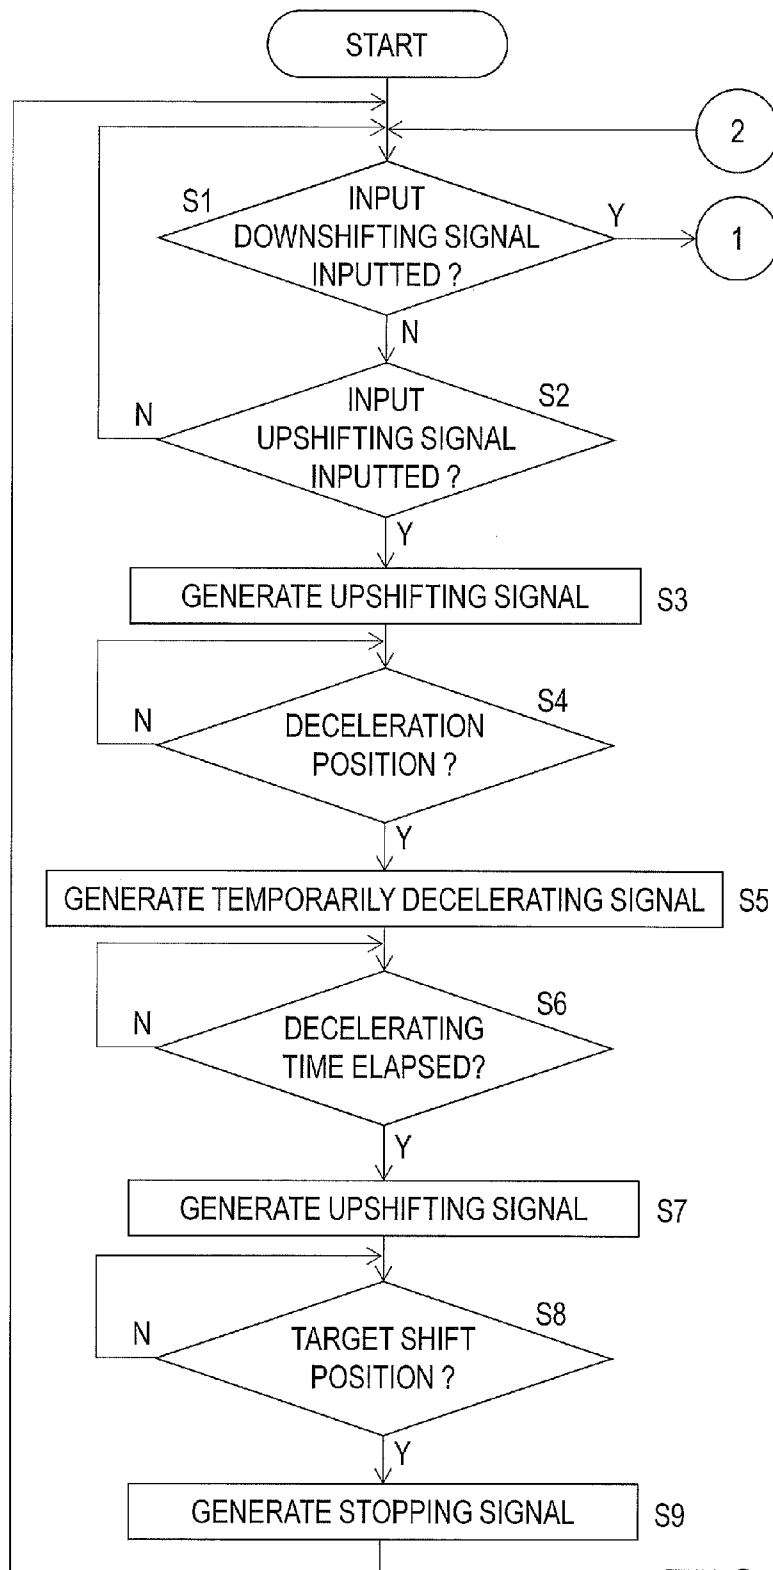 START
2
S1
INPUT
DOWNSHIFTING SIGNAL
INPUTTED ?
Y
1
N
S2
INPUT
UPSHIFTING SIGNAL
INPUTTED ?
N
Y
GENERATE UPSHIFTING SIGNAL
S3
S4
DECELERATION
POSITION ?
N
Y
GENERATE TEMPORARILY DECELERATING SIGNAL
S5
S6
DECELERATING
TIME ELAPSED?
N
Y
GENERATE UPSHIFTING SIGNAL
S7
S8
TARGET SHIFT
POSITION ?
N
Y
GENERATE STOPPING SIGNAL
S9